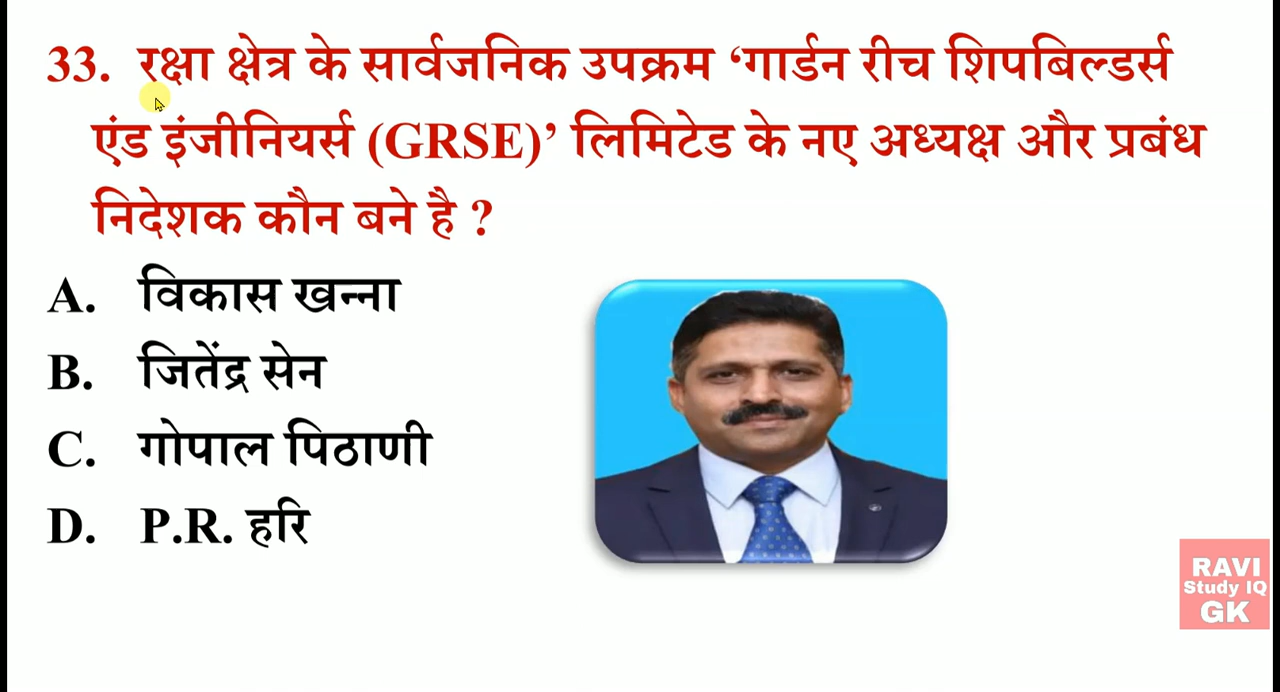 33. रक्षा क्षेत्र के सार्वजनिक उपक्रम ‘गार्डन रीच शिपबिल्डर्स
एंड इंजीनियर्स (GRSE)’ लिमिटेड के नए अध्यक्ष और प्रबंध
निदेशक कौन बने है ?
A. विकास खन्ना
B. जितेंद्र सेन
C. गोपाल पिठाणी
D. P.R. हरि
RAVI
Study IQ
GK